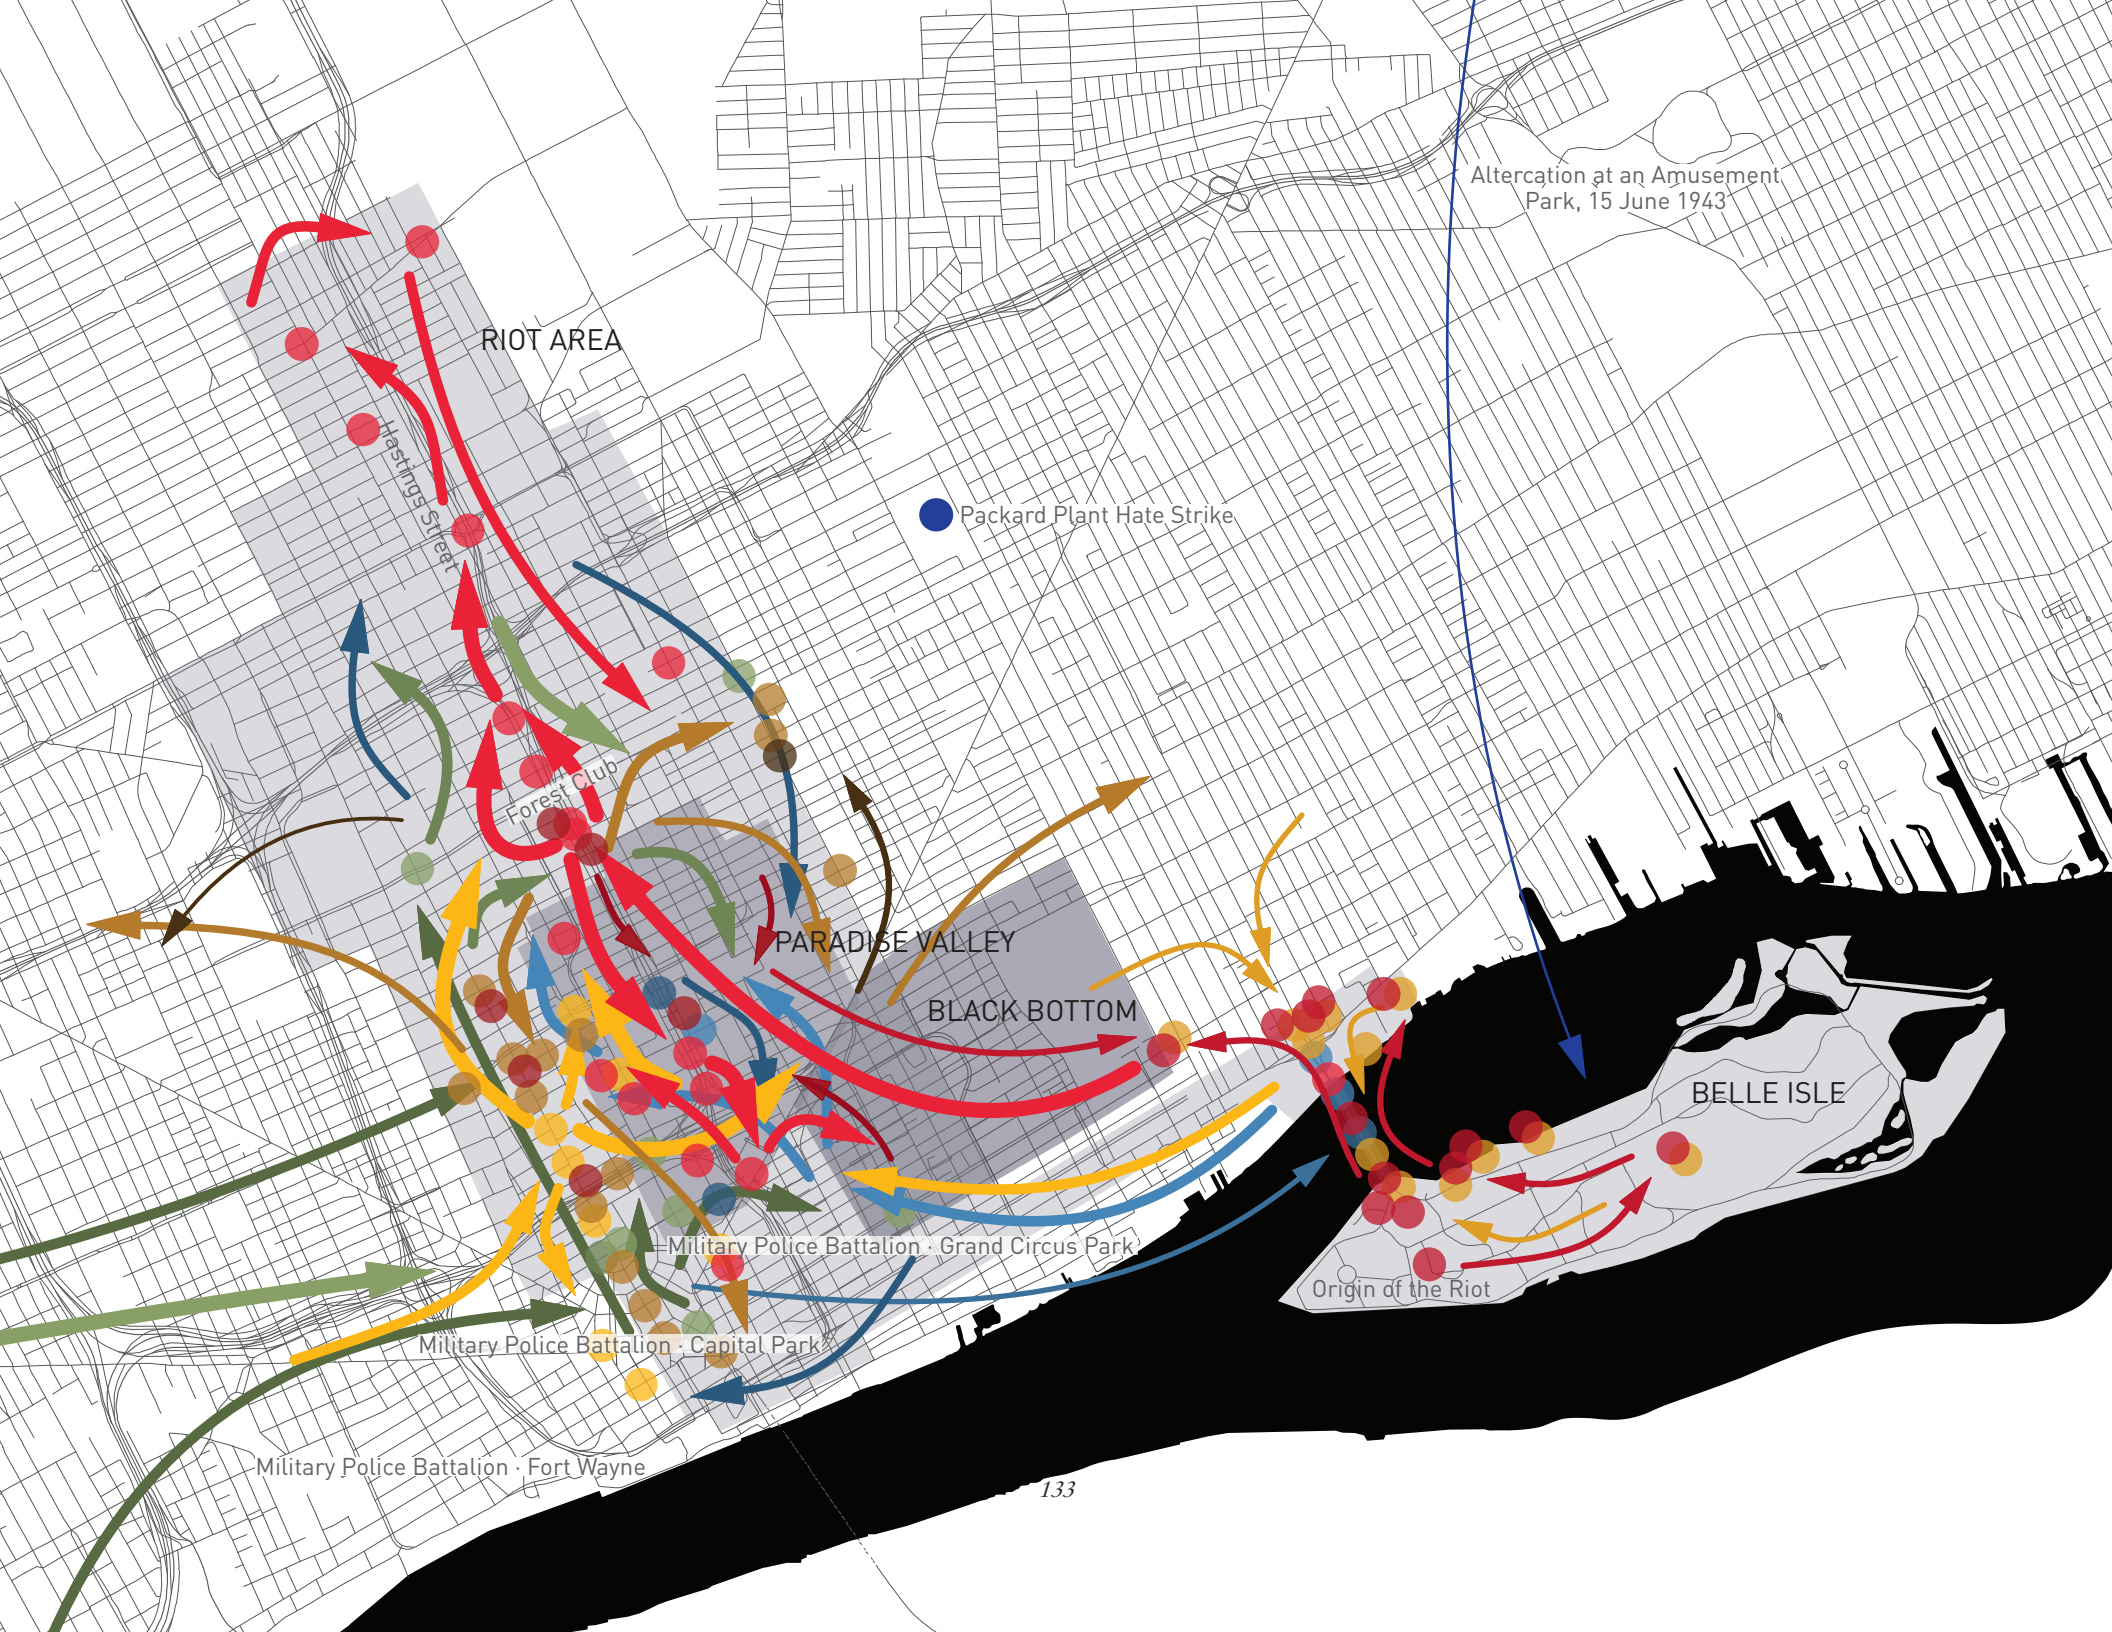 Altercation at an Amusement
Park, 15 June 1943
RIOT AREA
Hastings Street
Packard Plant Hate Strike
Forest Club
PARADISE VALLEY
BLACK BOTTOM
BELLE ISLE
Military Police Battalion · Grand Circus Park
Origin of the Riot
Military Police Battalion · Capital Park
Military Police Battalion · Fort Wayne
133